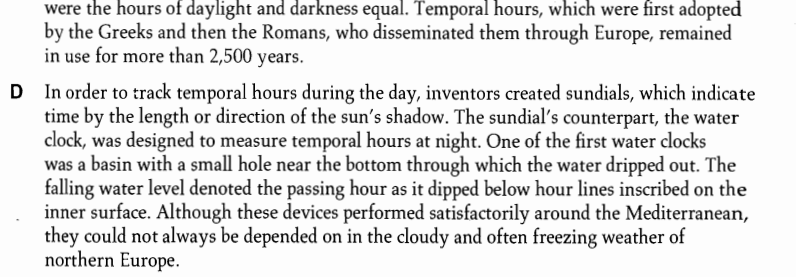 were the hours of daylight and darkness equal. Temporal hours, which were first adopted
by the Greeks and then the Romans, who disseminated them through Europe, remained
in use for more than 2,500 years.
D In order to track temporal hours during the day, inventors created sundials, which indicate
time by the length or direction of the sun's shadow. The sundial's counterpart, the water
clock, was designed to measure temporal hours at night. One of the first water clocks
was a basin with a small hole near the bottom through which the water dripped out. The
falling water level denoted the passing hour as it dipped below hour lines inscribed on the
inner surface. Although these devices performed satisfactorily around the Mediterranean,
they could not always be depended on in the cloudy and often freezing weather of
northern Europe.